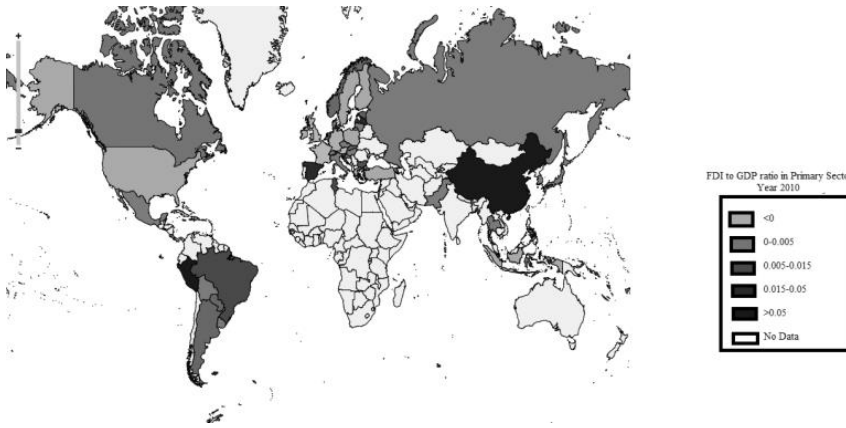 +
−
FDI to GDP ratio in Primary Secto
Year 2010
<0
0-0.005
0.005-0.015
0.015-0.05
>0.05
No Data